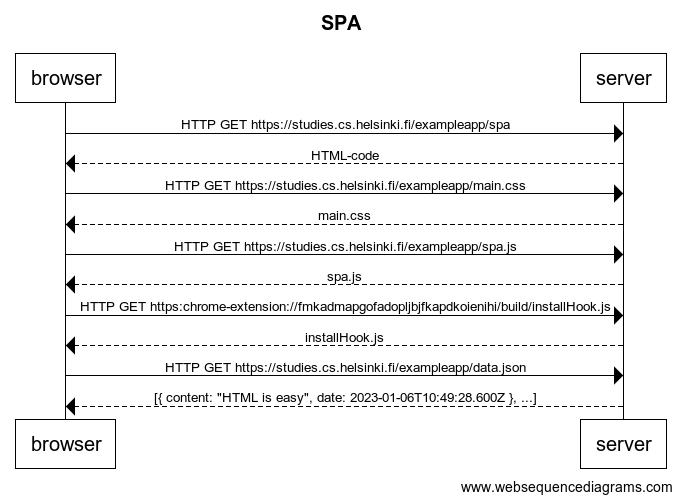 SPA
browser server
HTTP GET https://studies.cs.helsinki.fi/exampleapp/spa
HTML-code
HTTP GET https://studies.cs.helsinki.fi/exampleapp/main.css
main.css
HTTP GET https://studies.cs.helsinki.fi/exampleapp/spa.js
spa.js
HTTP GET https:chrome-extension://fmkadmapgofadopljbjfkapdkoienihi/build/installHook.js
installHook.js
HTTP GET https://studies.cs.helsinki.fi/exampleapp/data.json
[{ content: "HTML is easy", date: 2023-01-06T10:49:28.600Z }, ...]
browser server
www.websequencediagrams.com